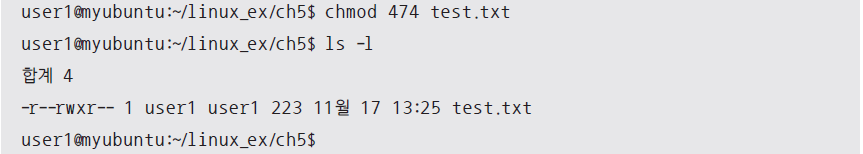 user1@myubuntu:~/linux_ex/ch5$ chmod 474 test.txt
user1@myubuntu:~/linux_ex/ch5$ ls -l
합계 4
-r--rwxr-- 1 user1 user1 223 11월 17 13:25 test.txt
user1@myubuntu:~/linux_ex/ch5$